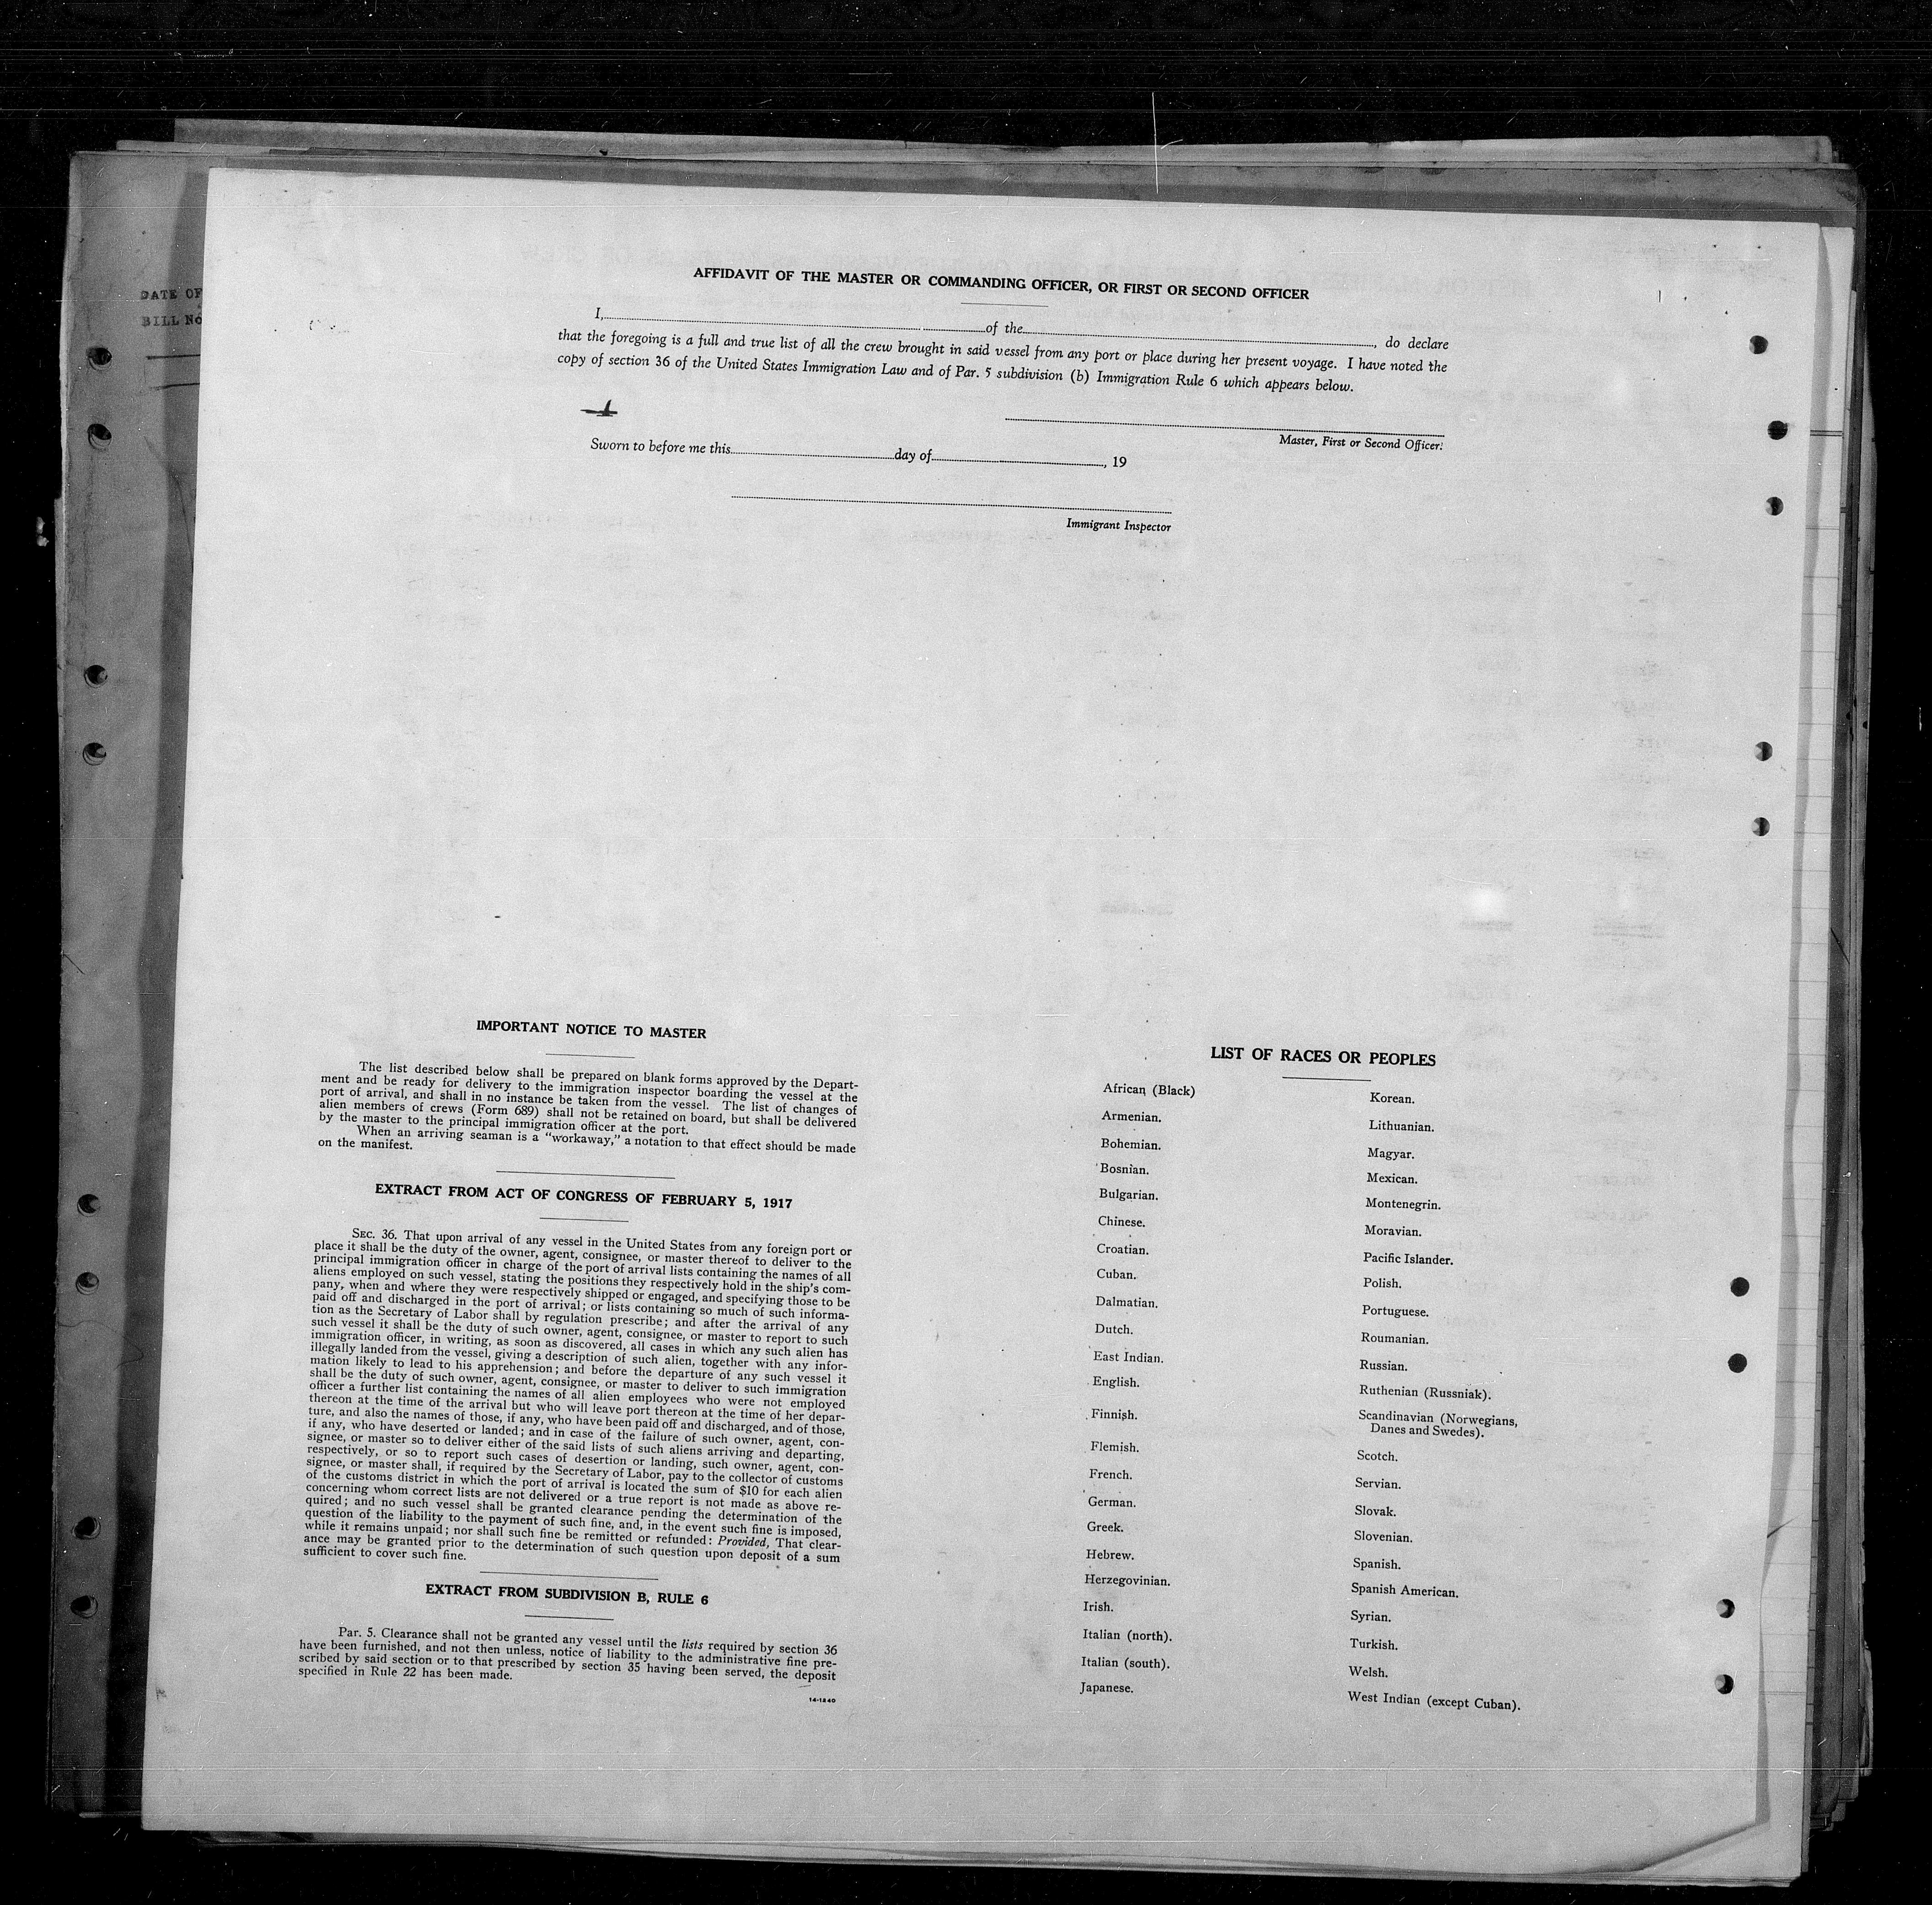 DATE OF
BILL No
AFFIDAVIT OF THE MASTER OR COMMANDING OFFICER, OR FIRST OR SECOND OFFICER
I, of the , do declare
that the foregoing is a full and true list of all the crew brought in said vessel from any port or place during her present voyage. I have noted the
copy of section 36 of the United States Immigration Law and of Par. 5 subdivision (b) Immigration Rule 6 which appears below.
Master, First or Second Officer.
Sworn to before me this day of , 19
Immigrant Inspector
IMPORTANT NOTICE TO MASTER
The list described below shall be prepared on blank forms approved by the Depart-
ment and be ready for delivery to the immigration inspector boarding the vessel at the
port of arrival, and shall in no instance be taken from the vessel. The list of changes of
alien members of crews (Form 689) shall not be retained on board, but shall be delivered
by the master to the principal immigration officer at the port.
When an arriving seaman is a "workaway," a notation to that effect should be made
on the manifest.
EXTRACT FROM ACT OF CONGRESS OF FEBRUARY 5, 1917
SEC. 36. That upon arrival of any vessel in the United States from any foreign port or
place it shall be the duty of the owner, agent, consignee, or master thereof to deliver to the
principal immigration officer in charge of the port of arrival lists containing the names of all
aliens employed on such vessel, stating the positions they respectively hold in the ship's com-
pany, when and where they were respectively shipped or engaged, and specifying those to be
paid off and discharged in the port of arrival; or lists containing so much of such informa-
tion as the Secretary of Labor shall by regulation prescribe; and after the arrival of any
such vessel it shall be the duty of such owner, agent, consignee, or master to report to such
immigration officer, in writing, as soon as discovered, all cases in which any such alien has
illegally landed from the vessel, giving a description of such alien, together with any infor-
mation likely to lead to his apprehension; and before the departure of any such vessel it
shall be the duty of such owner, agent, consignee, or master to deliver to such immigration
officer a further list containing the names of all alien employees who were not employed
thereon at the time of the arrival but who will leave port thereon at the time of her depar-
ture, and also the names of those, if any, who have been paid off and discharged, and of those,
if any, who have deserted or landed; and in case of the failure of such owner, agent, con-
signee, or master so to deliver either of the said lists of such aliens arriving and departing,
respectively, or so to report such cases of desertion or landing, such owner, agent, con-
signee, or master shall, if required by the Secretary of Labor, pay to the collector of customs
of the customs district in which the port of arrival is located the sum of $10 for each alien
concerning whom correct lists are not delivered or a true report is not made as above re-
quired; and no such vessel shall be granted clearance pending the determination of the
question of the liability to the payment of such fine, and, in the event such fine is imposed,
while it remains unpaid; nor shall such fine be remitted or refunded: Provided, That clear-
ance may be granted prior to the determination of such question upon deposit of a sum
sufficient to cover such fine.
EXTRACT FROM SUBDIVISION B, RULE 6
Par. 5. Clearance shall not be granted any vessel until the lists required by section 36
have been furnished, and not then unless, notice of liability to the administrative fine pre-
scribed by said section or to that prescribed by section 35 having been served, the deposit
specified in Rule 22 has been made.
14-1240
LIST OF RACES OR PEOPLES
African (Black)
Armenian.
Bohemian.
Bosnian.
Bulgarian.
Chinese.
Croatian.
Cuban.
Dalmatian.
Dutch.
East Indian.
English.
Finnish.
Flemish.
French.
German.
Greek.
Hebrew.
Herzegovinian.
Irish.
Italian (north).
Italian (south).
Japanese.
Korean.
Lithuanian.
Magyar.
Mexican.
Montenegrin.
Moravian.
Pacific Islander.
Polish.
Portuguese.
Roumanian.
Russian.
Ruthenian (Russniak).
Scandinavian (Norwegians,
Danes and Swedes).
Scotch.
Servian.
Slovak.
Slovenian.
Spanish.
Spanish American.
Syrian.
Turkish.
Welsh.
West Indian (except Cuban).